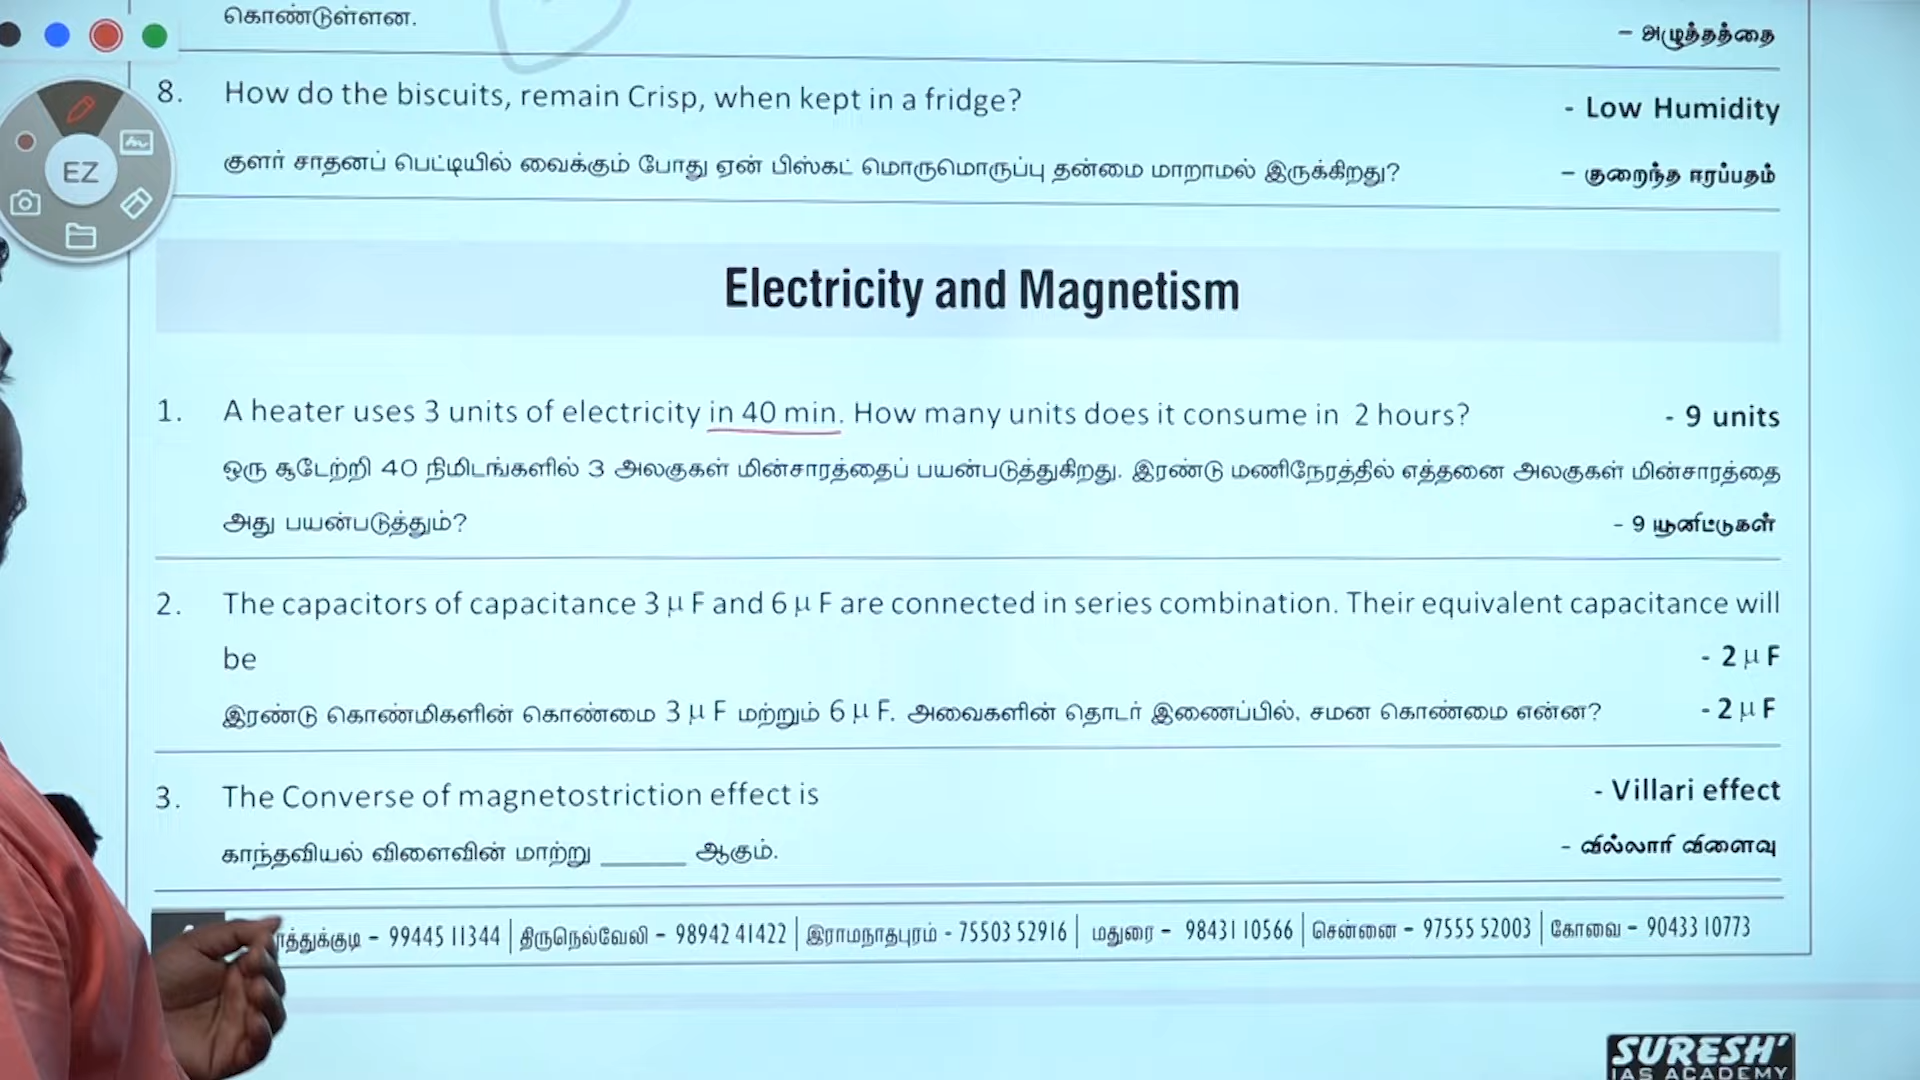 கொண்டுள்ளன.
– அழுத்தத்தை
8. How do the biscuits, remain Crisp, when kept in a fridge? - Low Humidity
EZ
குளர் சாதனப் பெட்டியில் வைக்கும் போது ஏன் பிஸ்கட் மொருமொருப்பு தன்மை மாறாமல் இருக்கிறது? – குறைந்த ஈரப்பதம்
Electricity and Magnetism
1. A heater uses 3 units of electricity in 40 min. How many units does it consume in 2 hours? - 9 units
ஒரு சூடேற்றி 40 நிமிடங்களில் 3 அலகுகள் மின்சாரத்தைப் பயன்படுத்துகிறது. இரண்டு மணிநேரத்தில் எத்தனை அலகுகள் மின்சாரத்தை
அது பயன்படுத்தும்? - 9 யூனிட்டுகள்
2. The capacitors of capacitance 3 μ F and 6 μ F are connected in series combination. Their equivalent capacitance will
be - 2 μ F
இரண்டு கொண்மிகளின் கொண்மை 3 μ F மற்றும் 6 μ F. அவைகளின் தொடர் இணைப்பில், சமன கொண்மை என்ன? - 2 μ F
3. The Converse of magnetostriction effect is - Villari effect
காந்தவியல் விளைவின் மாற்று ______ ஆகும். – வில்லாரி விளைவு
– 99445 11344 | திருநெல்வேலி – 98942 41422 | இராமநாதபுரம் - 75503 52916 | மதுரை – 98431 10566 | சென்னை – 97555 52003 | கோவை – 90433 10773
SURESH'
IAS ACADEMY